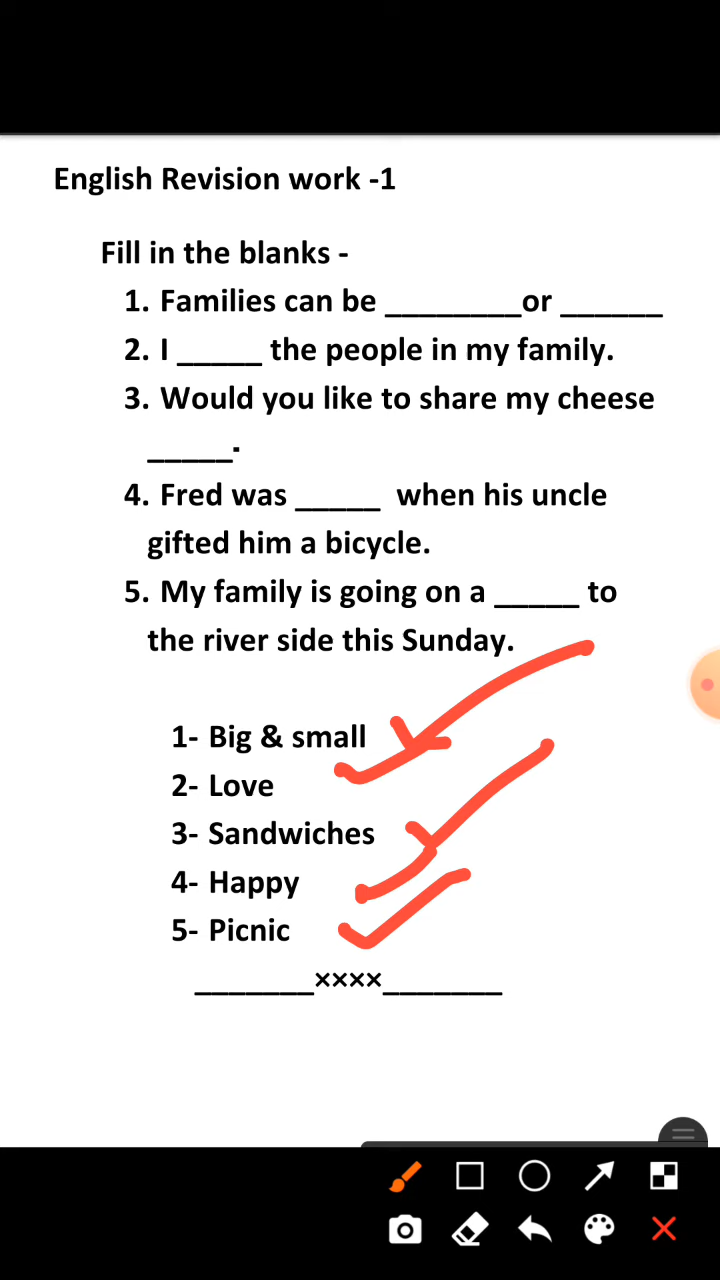 English Revision work -1
Fill in the blanks -
1. Families can be ________or ______
2. I _____ the people in my family.
3. Would you like to share my cheese
_____.
4. Fred was _____ when his uncle
gifted him a bicycle.
5. My family is going on a _____ to
the river side this Sunday.
1- Big & small
2- Love
3- Sandwiches
4- Happy
5- Picnic
_______××××_______